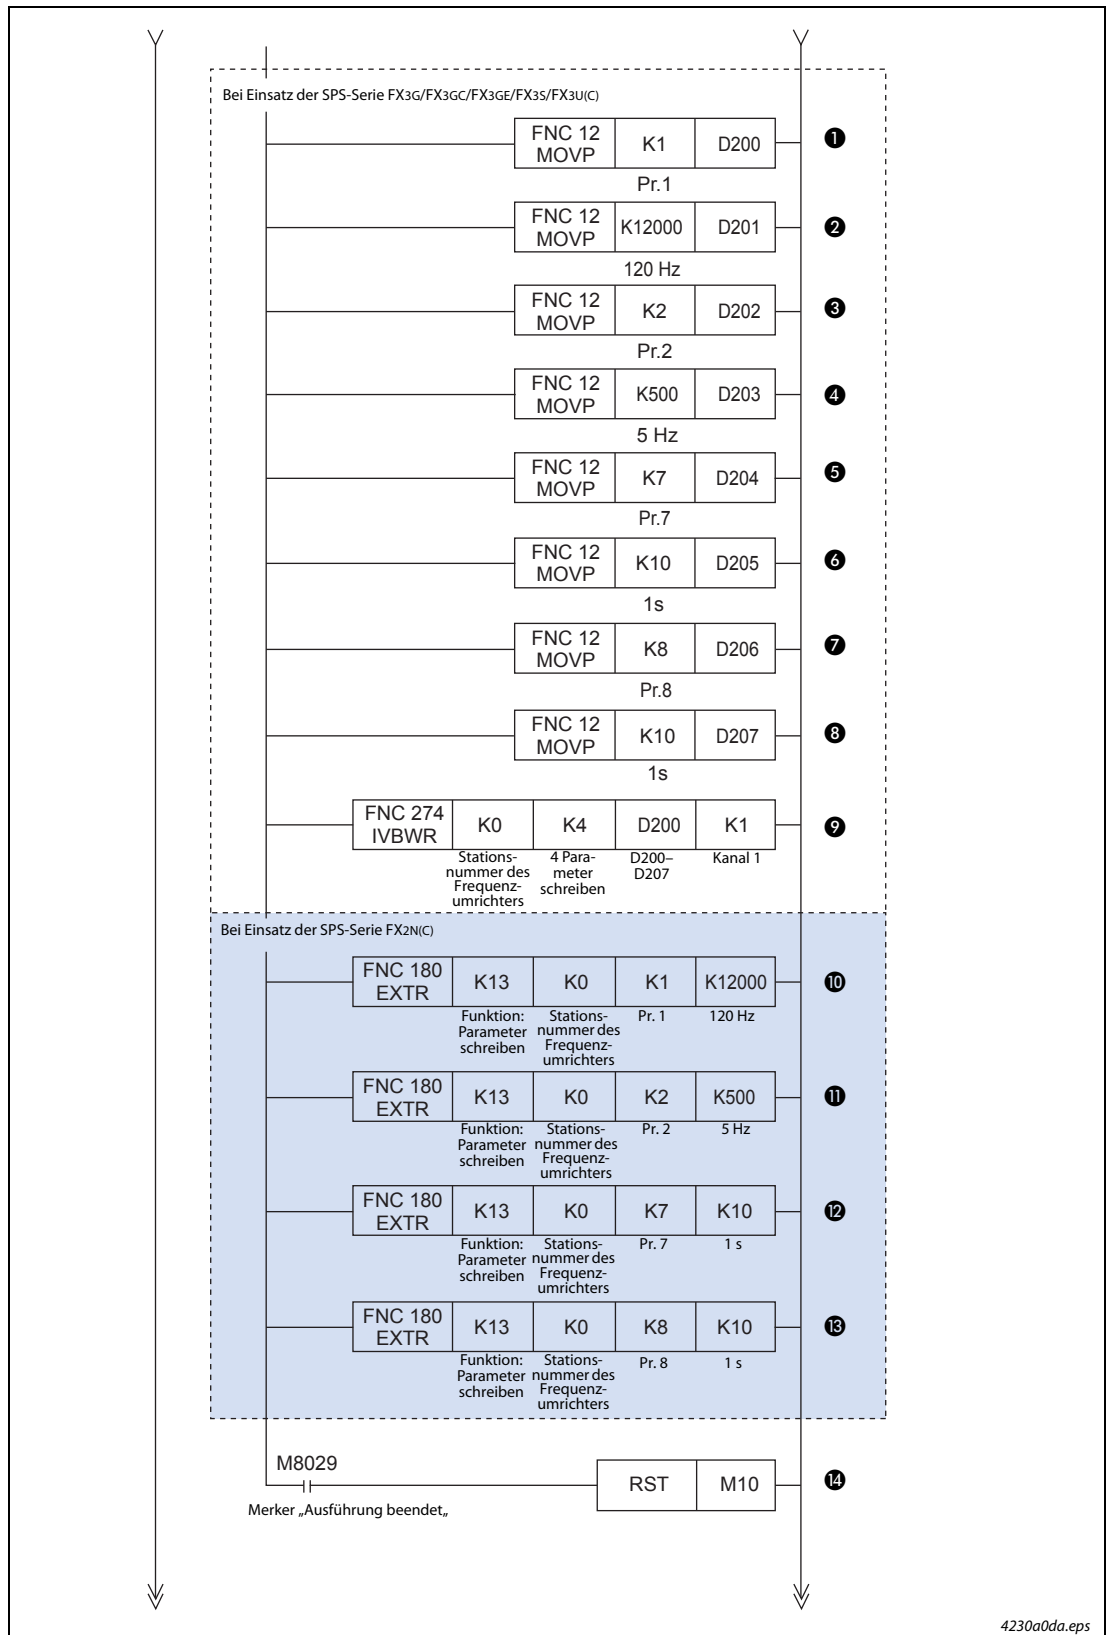 Bei Einsatz der SPS-Serie FX3G/FX3GC/FX3GE/FX3S/FX3U(C)
FNC 12 MOVP K1 D200 ❶
Pr.1
FNC 12 MOVP K12000 D201 ❷
120 Hz
FNC 12 MOVP K2 D202 ❸
Pr.2
FNC 12 MOVP K500 D203 ❹
5 Hz
FNC 12 MOVP K7 D204 ❺
Pr.7
FNC 12 MOVP K10 D205 ❻
1s
FNC 12 MOVP K8 D206 ❼
Pr.8
FNC 12 MOVP K10 D207 ❽
1s
FNC 274 IVBWR K0 K4 D200 K1 ❾
Stations-
nummer des
Frequenz-
umrichters
4 Para-
meter
schreiben
D200–
D207
Kanal 1
Bei Einsatz der SPS-Serie FX2N(C)
FNC 180 EXTR K13 K0 K1 K12000 ❿
Funktion:
Parameter
schreiben
Stations-
nummer des
Frequenz-
umrichters
Pr. 1
120 Hz
FNC 180 EXTR K13 K0 K2 K500 ⓫
Funktion:
Parameter
schreiben
Stations-
nummer des
Frequenz-
umrichters
Pr. 2
5 Hz
FNC 180 EXTR K13 K0 K7 K10 ⓬
Funktion:
Parameter
schreiben
Stations-
nummer des
Frequenz-
umrichters
Pr. 7
1 s
FNC 180 EXTR K13 K0 K8 K10 ⓭
Funktion:
Parameter
schreiben
Stations-
nummer des
Frequenz-
umrichters
Pr. 8
1 s
M8029
RST M10 ⓮
Merker „Ausführung beendet„
4230a0da.eps